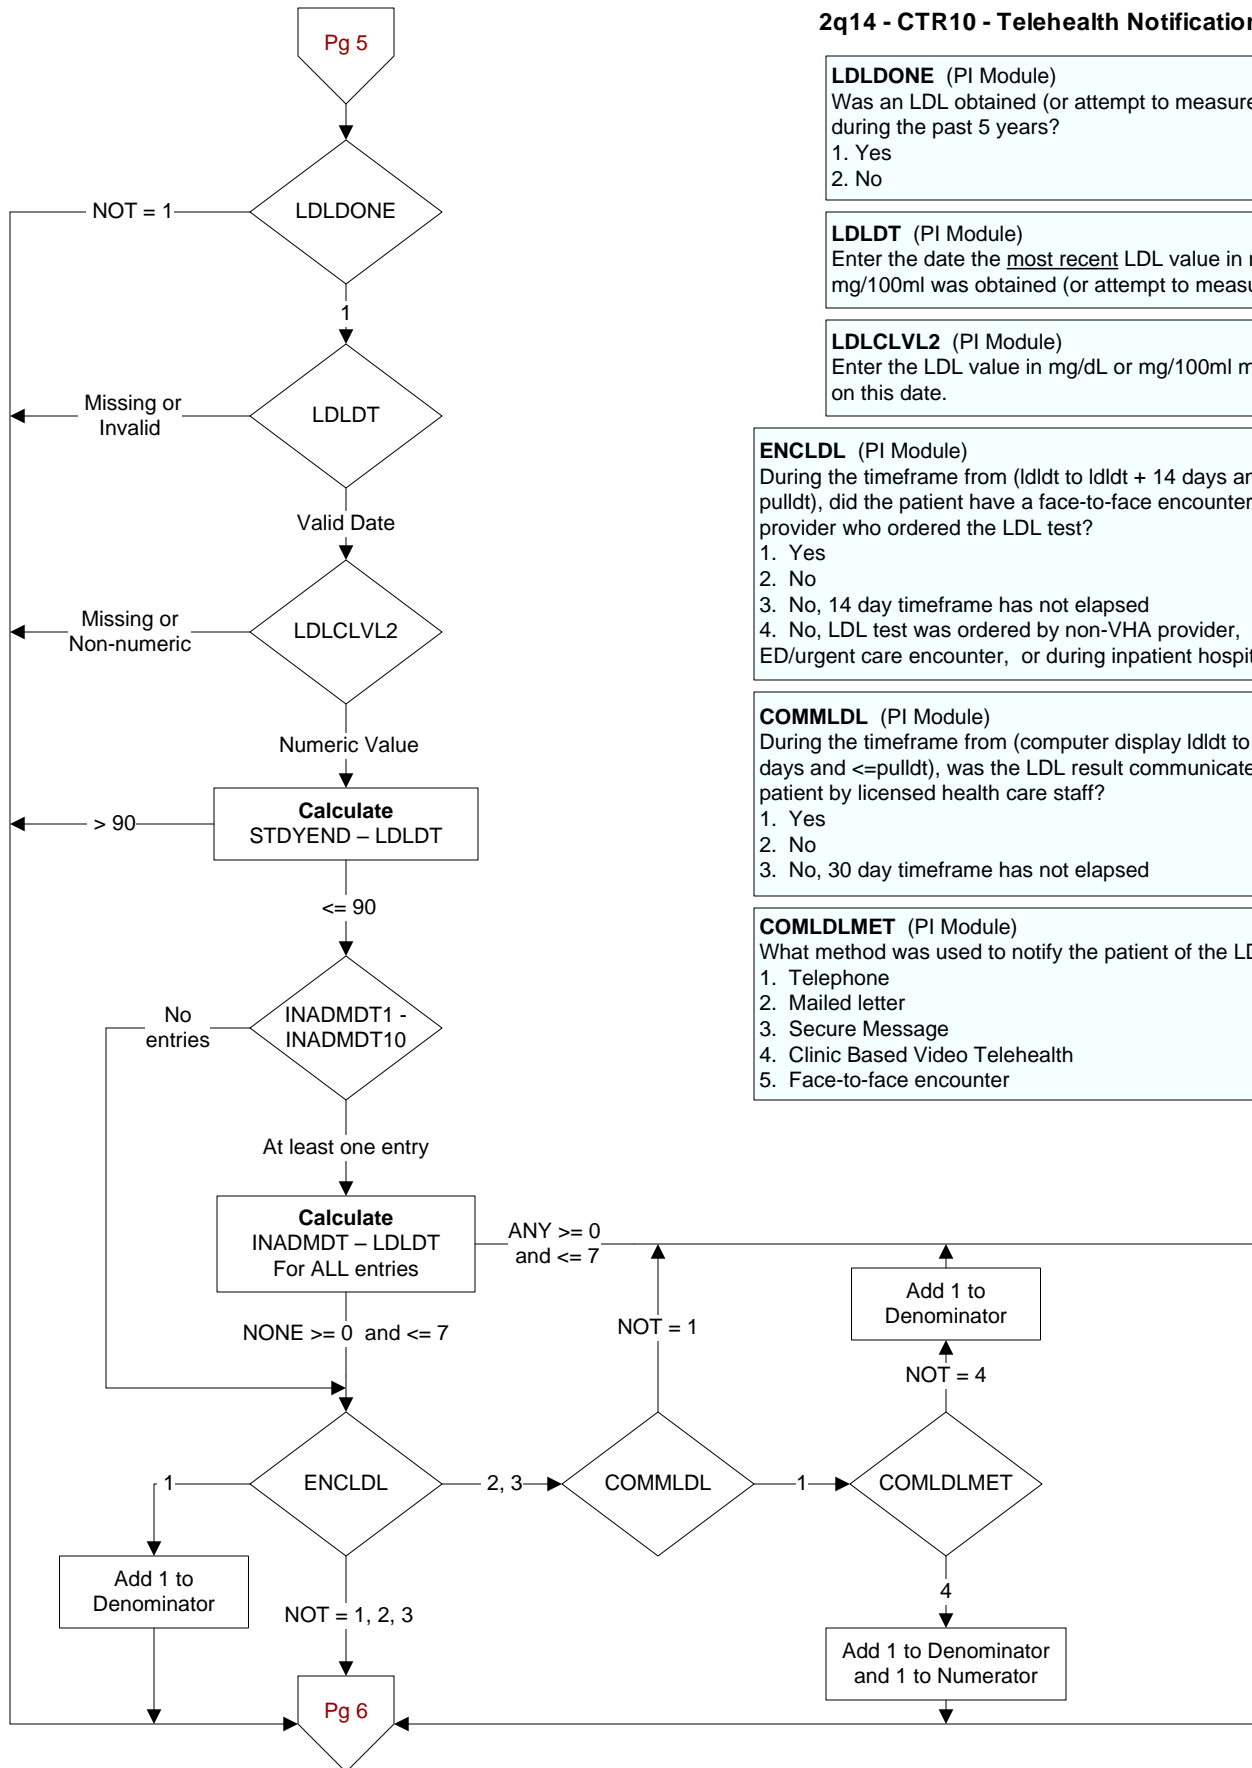 2q14 - CTR10 - Telehealth Notification
Pg 5
LDLDONE (PI Module)
Was an LDL obtained (or attempt to measure
during the past 5 years?
1. Yes
2. No
NOT = 1
LDLDONE
1
LDLDT (PI Module)
Enter the date the most recent LDL value in
mg/100ml was obtained (or attempt to
Missing or
Invalid
LDLDT
Valid Date
LDLCLVL2 (PI Module)
Enter the LDL value in mg/dL or mg/100ml
on this date.
Missing or
Non-numeric
LDLCLVL2
Numeric Value
ENCLDL (PI Module)
During the timeframe from (ldldt to ldldt + 14 days
pulldt), did the patient have a face-to-face encounter
provider who ordered the LDL test?
1. Yes
2. No
3. No, 14 day timeframe has not elapsed
4. No, LDL test was ordered by non-VHA provider,
ED/urgent care encounter, or during inpatient
COMMLDL (PI Module)
During the timeframe from (computer display ldldt to
days and <=pulldt), was the LDL result
patient by licensed health care staff?
1. Yes
2. No
3. No, 30 day timeframe has not elapsed
COMLDLMET (PI Module)
What method was used to notify the patient of the
1. Telephone
2. Mailed letter
3. Secure Message
4. Clinic Based Video Telehealth
5. Face-to-face encounter
> 90
Calculate
STDYEND – LDLDT
<= 90
No
entries
INADMDT1 -
INADMDT10
At least one entry
Calculate
INADMDT – LDLDT
For ALL entries
ANY >= 0
and <= 7
NONE >= 0 and <= 7
NOT = 1
Add 1 to
Denominator
NOT = 4
1
ENCLDL
2, 3
COMMLDL
1
COMLDLMET
Add 1 to
Denominator
NOT = 1, 2, 3
4
Add 1 to Denominator
and 1 to Numerator
Pg 6